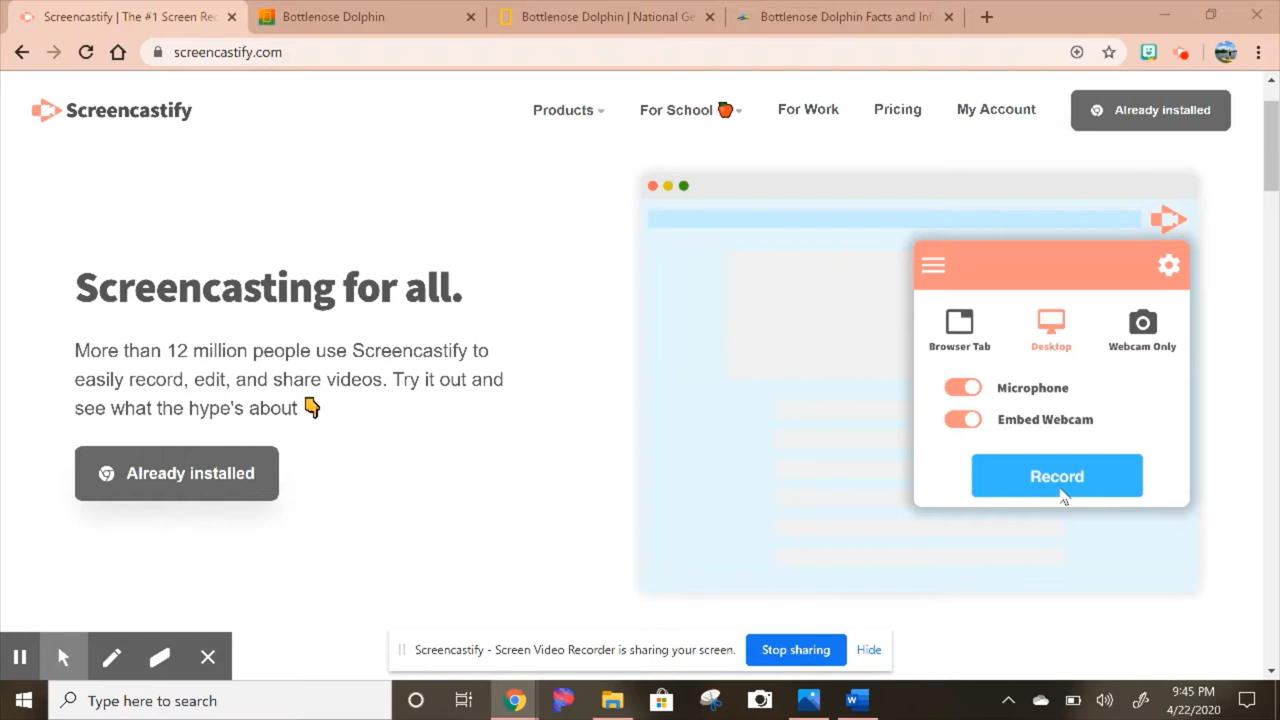 Screencastify | The #1 Screen Rec
Bottlenose Dolphin
Bottlenose Dolphin | National Ge
Bottlenose Dolphin Facts and Inf
screencastify.com
Screencastify
Products
For School
For Work
Pricing
My Account
Already installed
Screencasting for all.
More than 12 million people use Screencastify to
easily record, edit, and share videos. Try it out and
see what the hype's about
Already installed
Browser Tab
Desktop
Webcam Only
Microphone
Embed Webcam
Record
Screencastify - Screen Video Recorder is sharing your screen.
Stop sharing
Hide
Type here to search
9:45 PM
4/22/2020